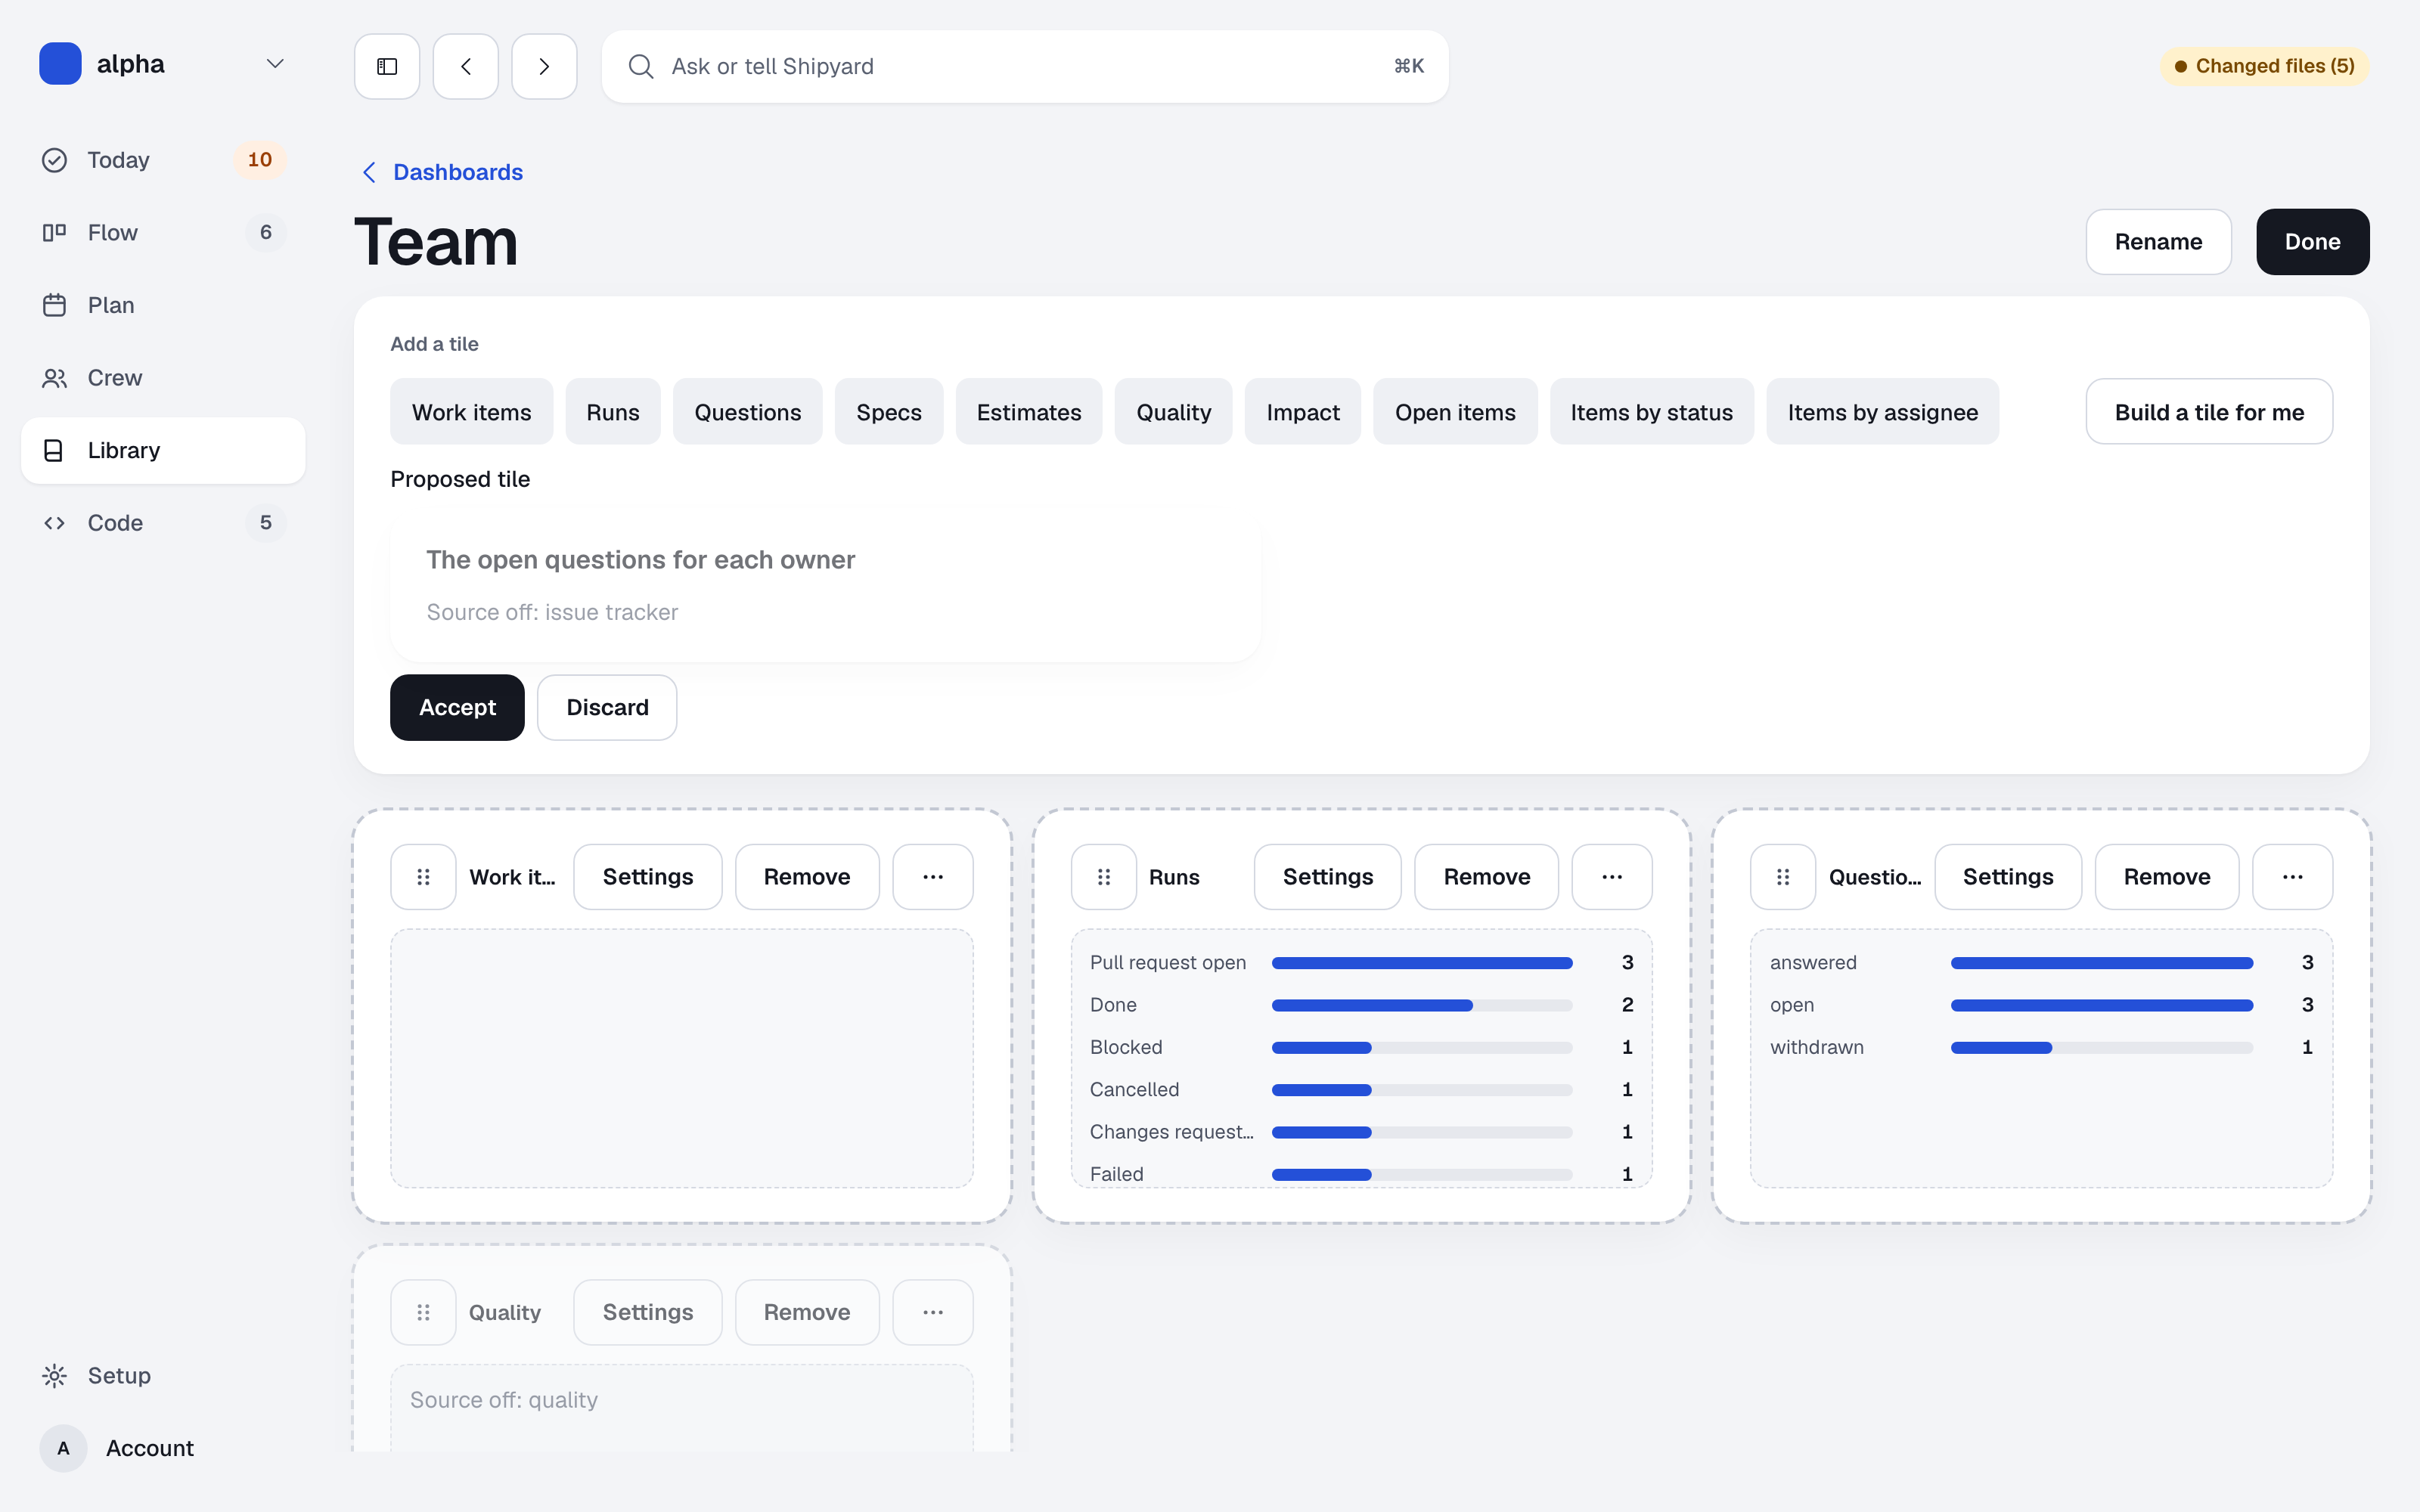 alpha
Ask or tell Shipyard
⌘K
Changed files (5)
Today
10
Flow
6
Plan
Crew
Library
Code
5
Setup
A
Account
Dashboards
Team
Rename
Done
Add a tile
Work items
Runs
Questions
Specs
Estimates
Quality
Impact
Open items
Items by status
Items by assignee
Build a tile for me
Proposed tile
The open questions for each owner
Source off: issue tracker
Accept
Discard
Work it...
Settings
Remove
...
Runs
Settings
Remove
...
Pull request open 3
Done 2
Blocked 1
Cancelled 1
Changes request... 1
Failed 1
Questio...
Settings
Remove
...
answered 3
open 3
withdrawn 1
Quality
Settings
Remove
...
Source off: quality